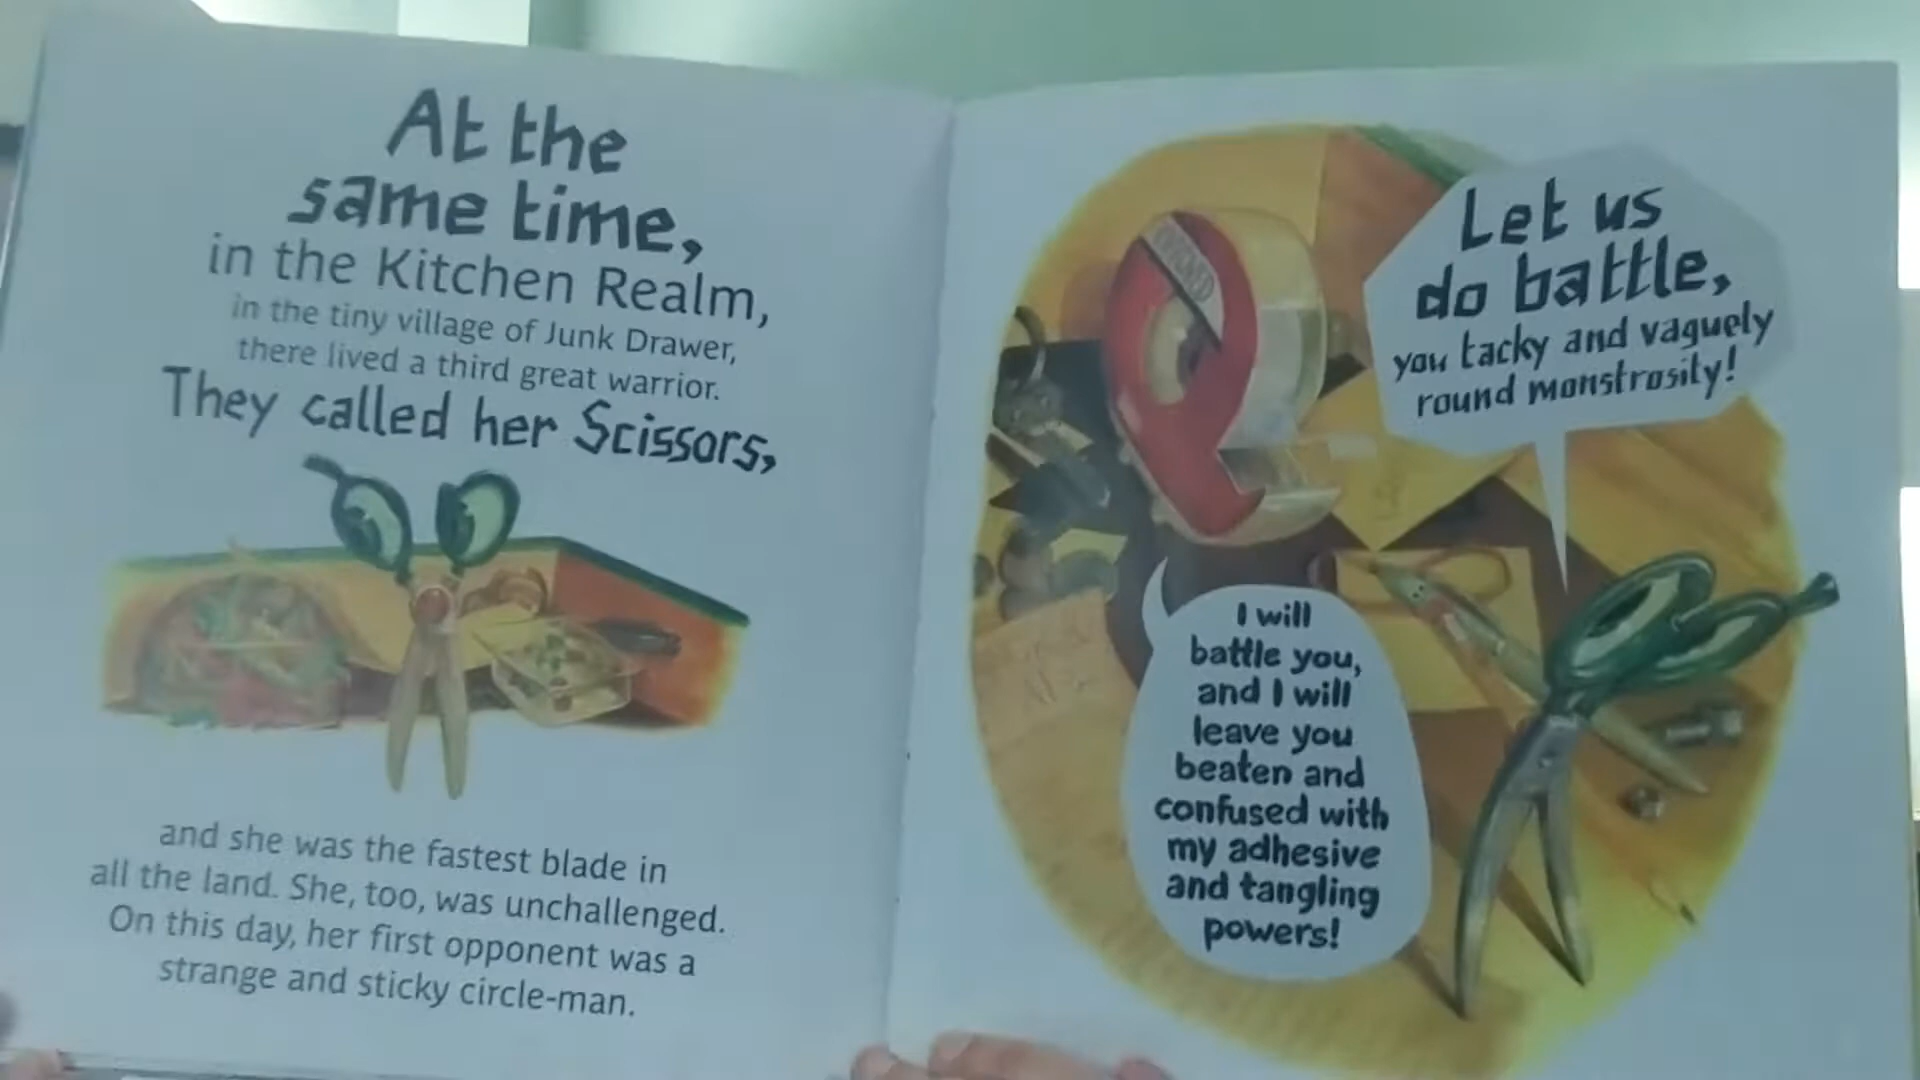 At the
same time,
in the Kitchen Realm,
in the tiny village of Junk Drawer,
there lived a third great warrior.
They called her Scissors,
and she was the fastest blade in
all the land. She, too, was unchallenged.
On this day, her first opponent was a
strange and sticky circle-man.
Let us
do battle,
you tacky and vaguely
round monstrosity!
I will
battle you,
and I will
leave you
beaten and
confused with
my adhesive
and tangling
powers!